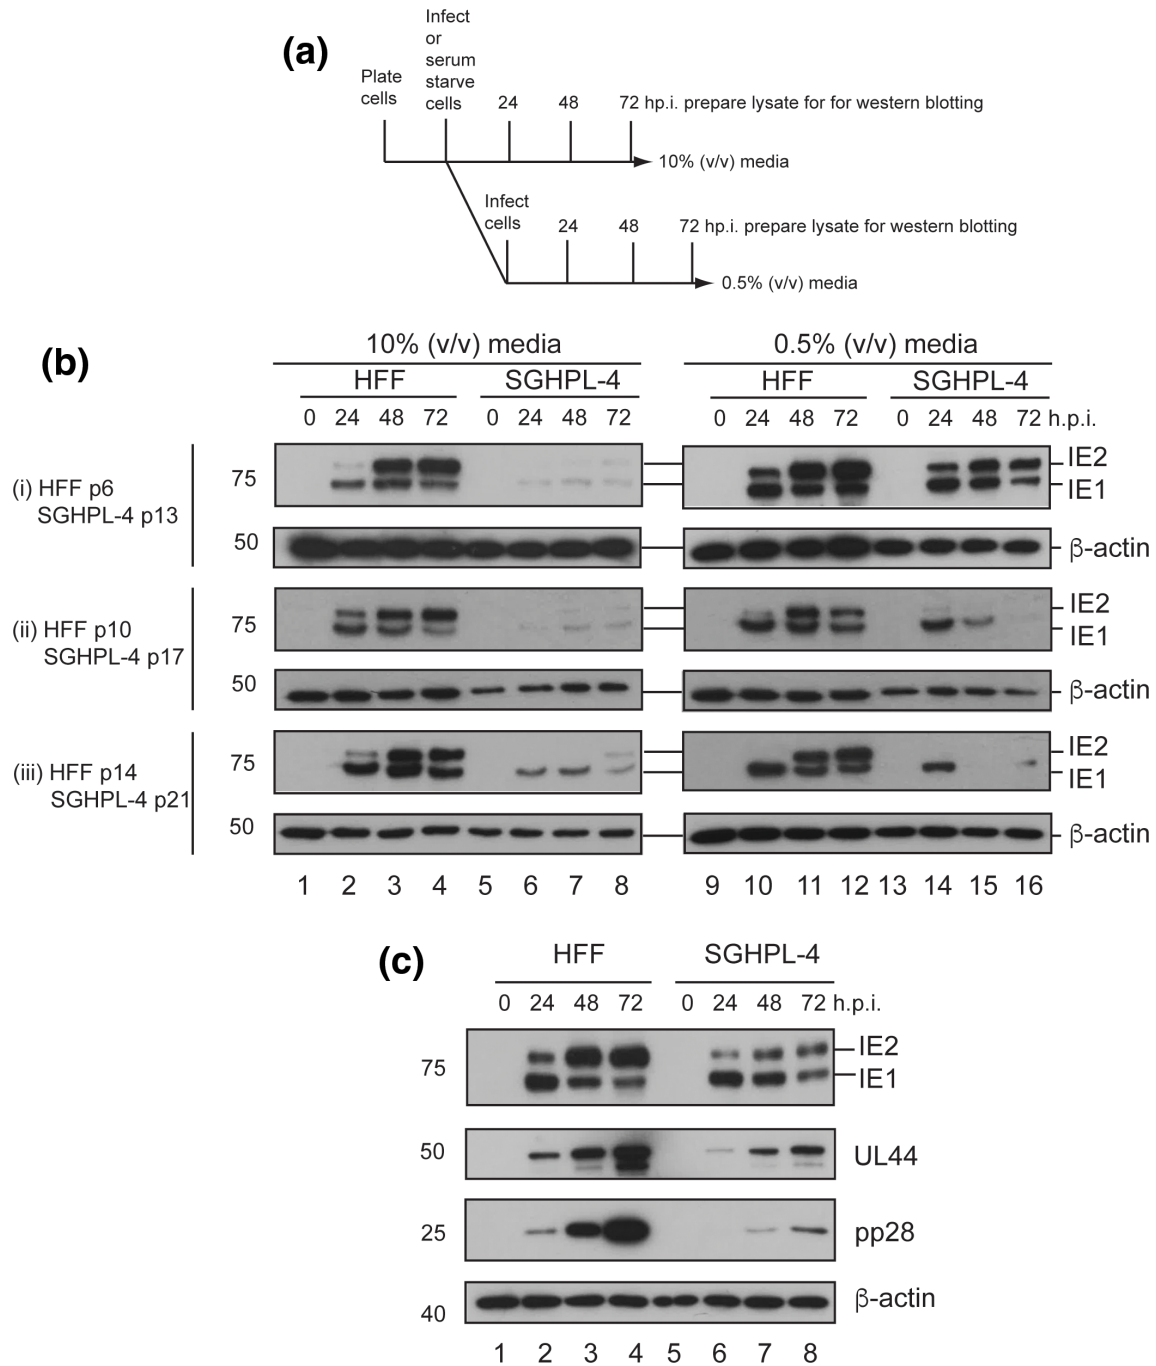 (a)
Infect
or
serum
starve
cells
Plate
cells
24 48 72 hp.i. prepare lysate for for western blotting
10% (v/v) media
Infect
cells
24 48 72 hp.i. prepare lysate for western blotting
0.5% (v/v) media
(b)
10% (v/v) media 0.5% (v/v) media
HFF SGHPL-4 HFF SGHPL-4
0 24 48 72 0 24 48 72 0 24 48 72 0 24 48 72 h.p.i.
(i) HFF p6
SGHPL-4 p13
75
IE2
IE1
50
β-actin
(ii) HFF p10
SGHPL-4 p17
75
IE2
IE1
50
β-actin
(iii) HFF p14
SGHPL-4 p21
75
IE2
IE1
50
β-actin
1 2 3 4 5 6 7 8 9 10 11 12 13 14 15 16
(c)
HFF SGHPL-4
0 24 48 72 0 24 48 72 h.p.i.
75
IE2
IE1
50
UL44
25
pp28
40
β-actin
1 2 3 4 5 6 7 8